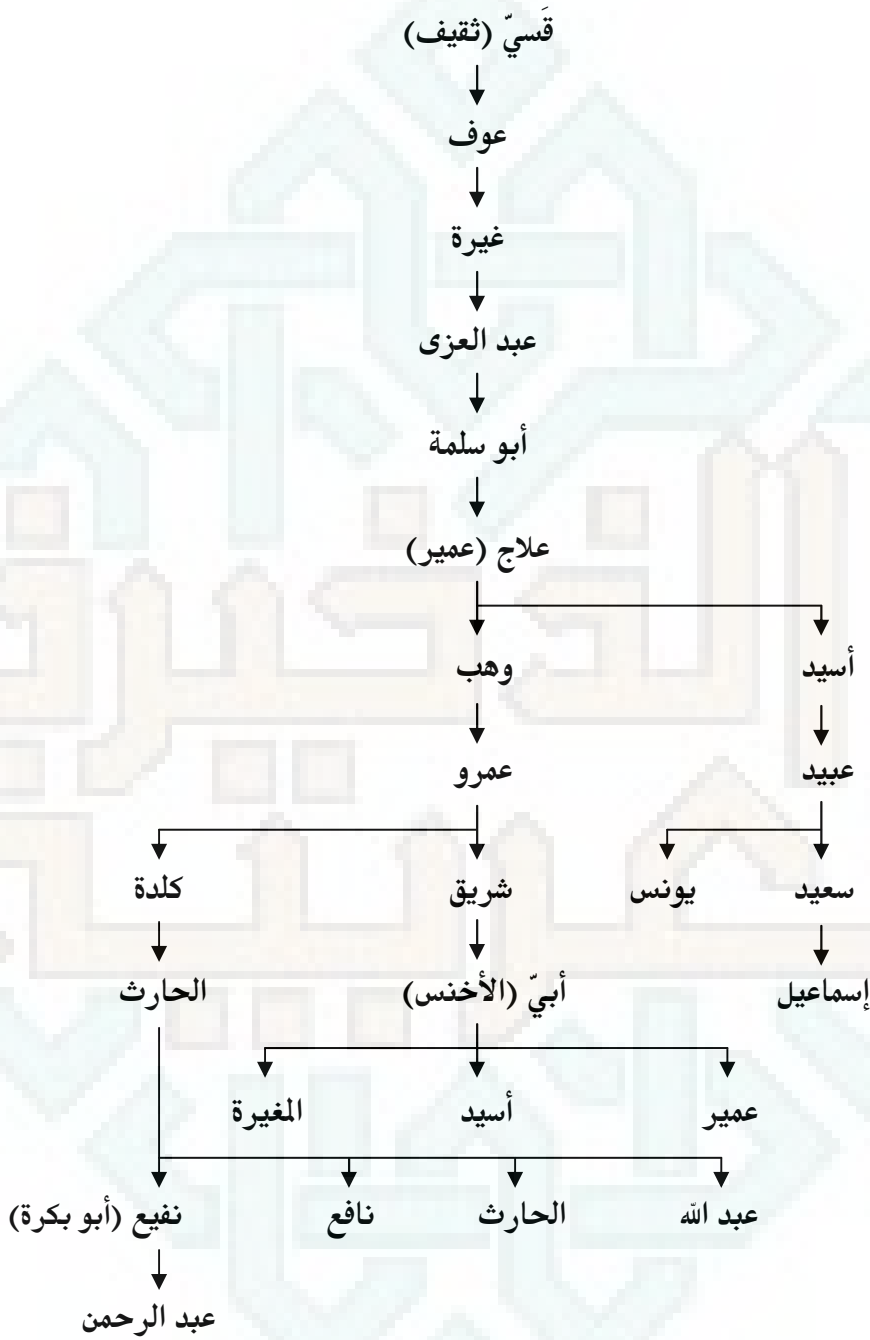 قَسيّ (ثقيف)
عوف
غيرة
عبد العزى
أبو سلمة
علاج (عمير)
أسيد وهب
عبيد عمرو
سعيد يونس شريق كلدة
إسماعيل أبيّ (الأخنس) الحارث
عمير أسيد المغيرة
عبد الله الحارث نافع نفيع (أبو بكرة)
عبد الرحمن